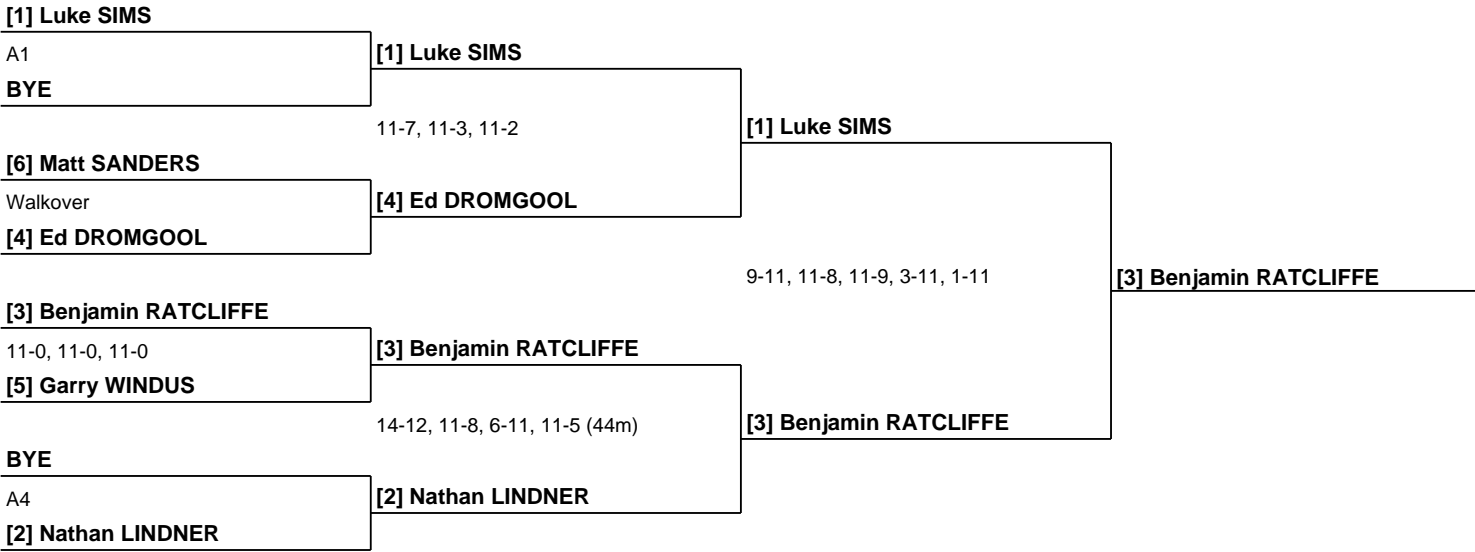 [1] Luke SIMS
A1
BYE
[6] Matt SANDERS
Walkover
[4] Ed DROMGOOL
[3] Benjamin RATCLIFFE
11-0, 11-0, 11-0
[5] Garry WINDUS
BYE
A4
[2] Nathan LINDNER
[1] Luke SIMS
11-7, 11-3, 11-2
[4] Ed DROMGOOL
[3] Benjamin RATCLIFFE
14-12, 11-8, 6-11, 11-5 (44m)
[2] Nathan LINDNER
[1] Luke SIMS
9-11, 11-8, 11-9, 3-11, 1-11
[3] Benjamin RATCLIFFE
[3] Benjamin RATCLIFFE